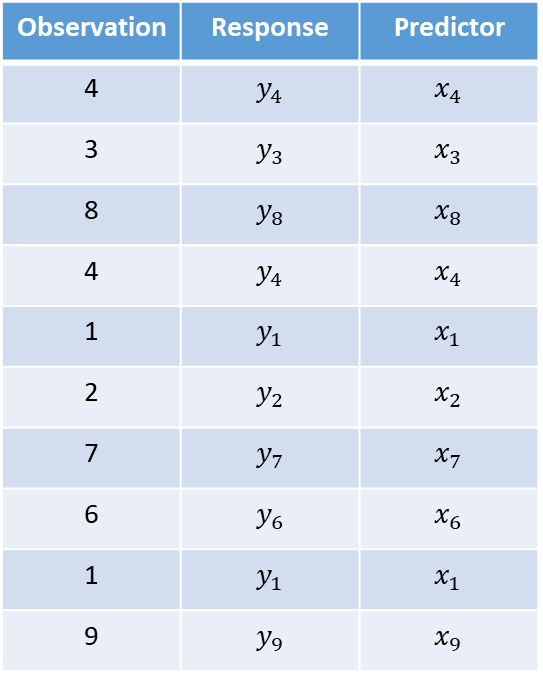 Observation Response Predictor
4 y₄ x₄
3 y₃ x₃
8 y₈ x₈
4 y₄ x₄
1 y₁ x₁
2 y₂ x₂
7 y₇ x₇
6 y₆ x₆
1 y₁ x₁
9 y₉ x₉